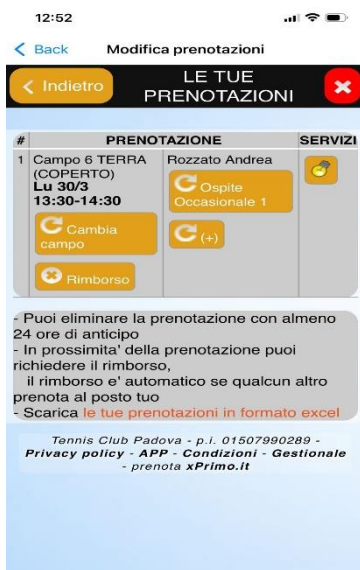 12:52
Back Modifica prenotazioni
Indietro
LE TUE
PRENOTAZIONI
# PRENOTAZIONE SERVIZI
1 Campo 6 TERRA
(COPERTO)
Lu 30/3
13:30-14:30
Cambia
campo
Rimborso
Rozzato Andrea
Ospite
Occasionale 1
(+)
- Puoi eliminare la prenotazione con almeno
24 ore di anticipo
- In prossimita' della prenotazione puoi
richiedere il rimborso,
il rimborso e' automatico se qualcun altro
prenota al posto tuo
- Scarica le tue prenotazioni in formato excel
Tennis Club Padova - p.i. 01507990289 -
Privacy policy - APP - Condizioni - Gestionale
- prenota xPrimo.it